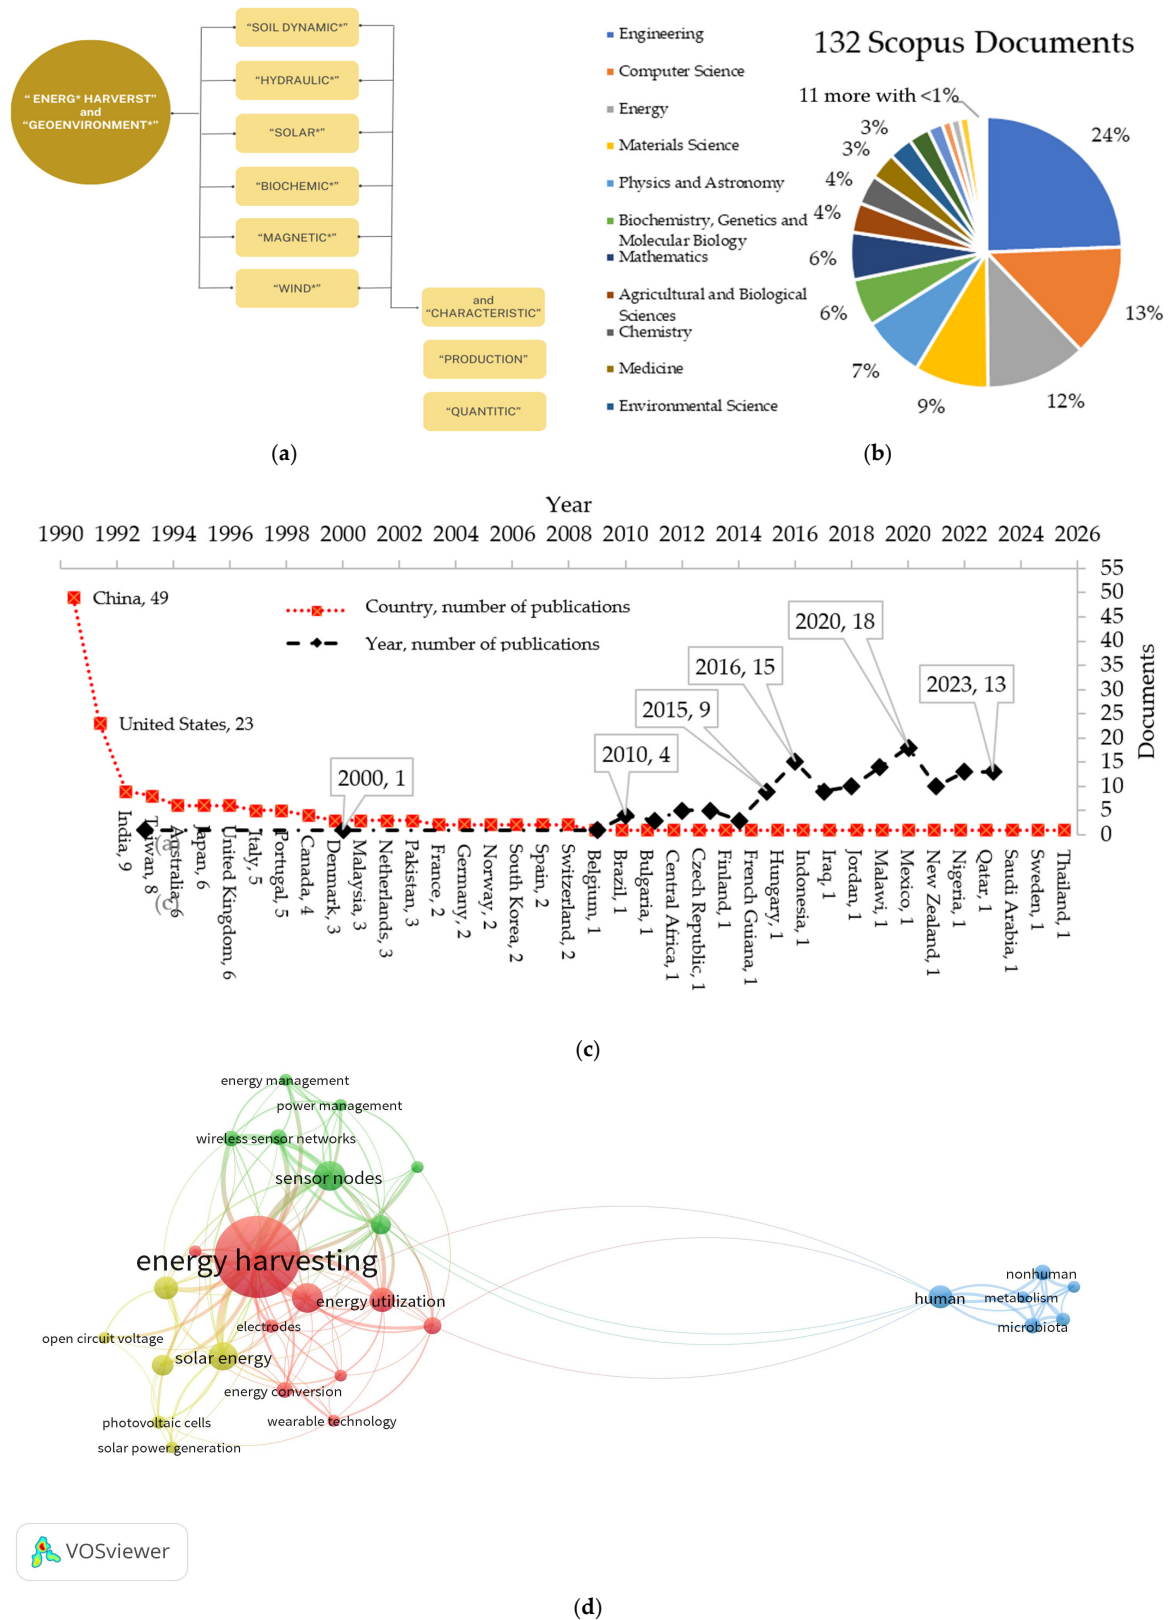 “ ENERG* HARVERST”
and
“GEOENVIRONMENT*”
“SOIL DYNAMIC*”
“HYDRAULIC*”
“SOLAR*”
“BIOCHEMIC*”
“MAGNETIC*”
“WIND*”
and
“CHARACTERISTIC”
“PRODUCTION”
“QUANTITIC”
(a)
132 Scopus Documents
Engineering
Computer Science
Energy
Materials Science
Physics and Astronomy
Biochemistry, Genetics and
Molecular Biology
Mathematics
Agricultural and Biological
Sciences
Chemistry
Medicine
Environmental Science
11 more with <1%
24%
13%
12%
9%
7%
6%
6%
4%
4%
3%
3%
(b)
Year
1990 1992 1994 1996 1998 2000 2002 2004 2006 2008 2010 2012 2014 2016 2018 2020 2022 2024 2026
55
50
45
40
35
30
25
20
15
10
5
0
Documents
China, 49
United States, 23
Country, number of publications
Year, number of publications
2000, 1
2010, 4
2015, 9
2016, 15
2020, 18
2023, 13
India, 9
Taiwan, 8
Australia, 6
Japan, 6
United Kingdom, 6
Italy, 5
Portugal, 5
Canada, 4
Denmark, 3
Malaysia, 3
Netherlands, 3
Pakistan, 3
France, 2
Germany, 2
Norway, 2
South Korea, 2
Spain, 2
Switzerland, 2
Belgium, 1
Brazil, 1
Bulgaria, 1
Central Africa, 1
Czech Republic, 1
Finland, 1
French Guiana, 1
Hungary, 1
Indonesia, 1
Iraq, 1
Jordan, 1
Malawi, 1
Mexico, 1
New Zealand, 1
Nigeria, 1
Qatar, 1
Saudi Arabia, 1
Sweden, 1
Thailand, 1
(a)
(c)
(c)
energy management
power management
wireless sensor networks
sensor nodes
energy harvesting
energy utilization
electrodes
open circuit voltage
solar energy
energy conversion
photovoltaic cells
wearable technology
solar power generation
nonhuman
human
metabolism
microbiota
VOSviewer
(d)